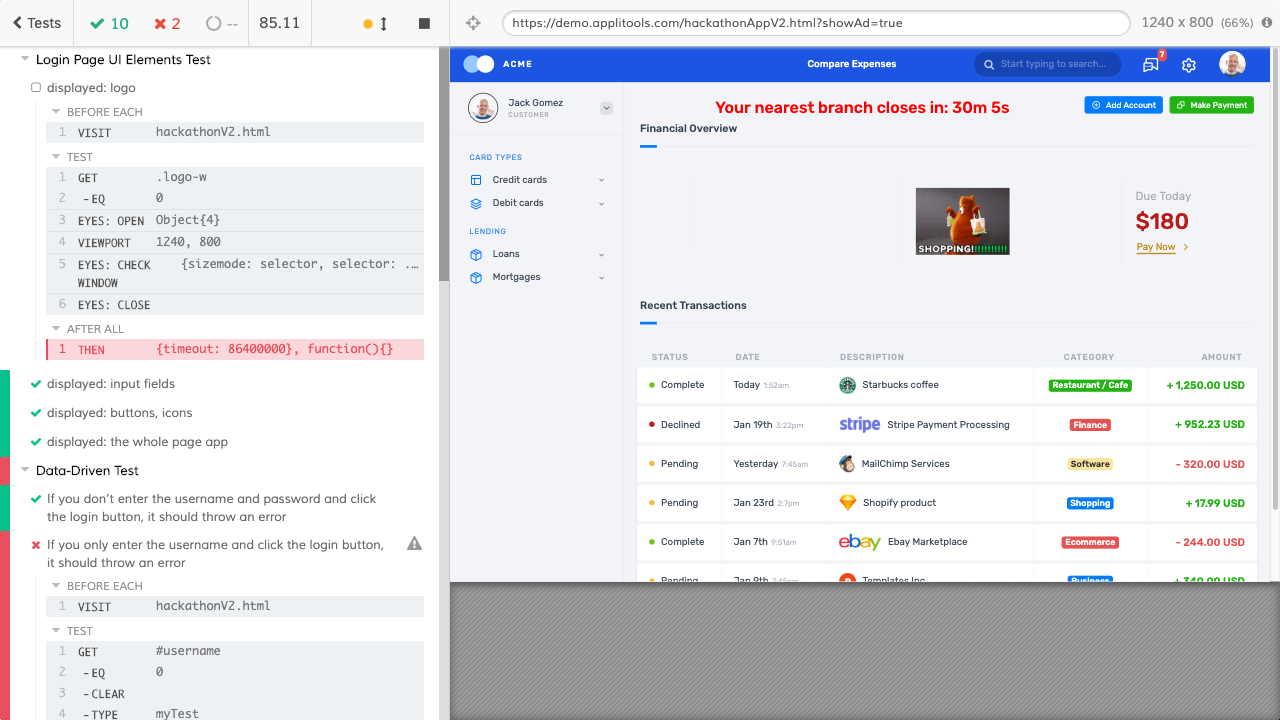 Tests
10
2
--
85.11
https://demo.applitools.com/hackathonAppV2.html?showAd=true
1240 x 800 (66%)
Login Page UI Elements Test
displayed: logo
BEFORE EACH
1 VISIT hackathonV2.html
TEST
1 GET .logo-w
2 - EQ 0
3 EYES: OPEN Object{4}
4 VIEWPORT 1240, 800
5 EYES: CHECK WINDOW {sizemode: selector, selector: ...
6 EYES: CLOSE
AFTER ALL
1 THEN {timeout: 86400000}, function(){}
displayed: input fields
displayed: buttons, icons
displayed: the whole page app
Data-Driven Test
If you don't enter the username and password and click
the login button, it should throw an error
If you only enter the username and click the login button,
it should throw an error
BEFORE EACH
1 VISIT hackathonV2.html
TEST
1 GET #username
2 - EQ 0
3 - CLEAR
4 - TYPE myTest
ACME
Compare Expenses
Start typing to search...
7
Jack Gomez
CUSTOMER
CARD TYPES
Credit cards
Debit cards
LENDING
Loans
Mortgages
Your nearest branch closes in: 30m 5s
Add Account
Make Payment
Financial Overview
SHOPPING!!!!!!!!!!!
Due Today
$180
Pay Now
Recent Transactions
STATUS DATE DESCRIPTION CATEGORY AMOUNT
Complete Today 1:52am Starbucks coffee Restaurant / Cafe + 1,250.00 USD
Declined Jan 19th 3:22pm stripe Stripe Payment Processing Finance + 952.23 USD
Pending Yesterday 7:45am MailChimp Services Software - 320.00 USD
Pending Jan 23rd 2:7pm Shopify product Shopping + 17.99 USD
Complete Jan 7th 9:51am ebay Ebay Marketplace Ecommerce - 244.00 USD
Pending Jan 9th 7:45pm Templates Inc Business + 340.00 USD